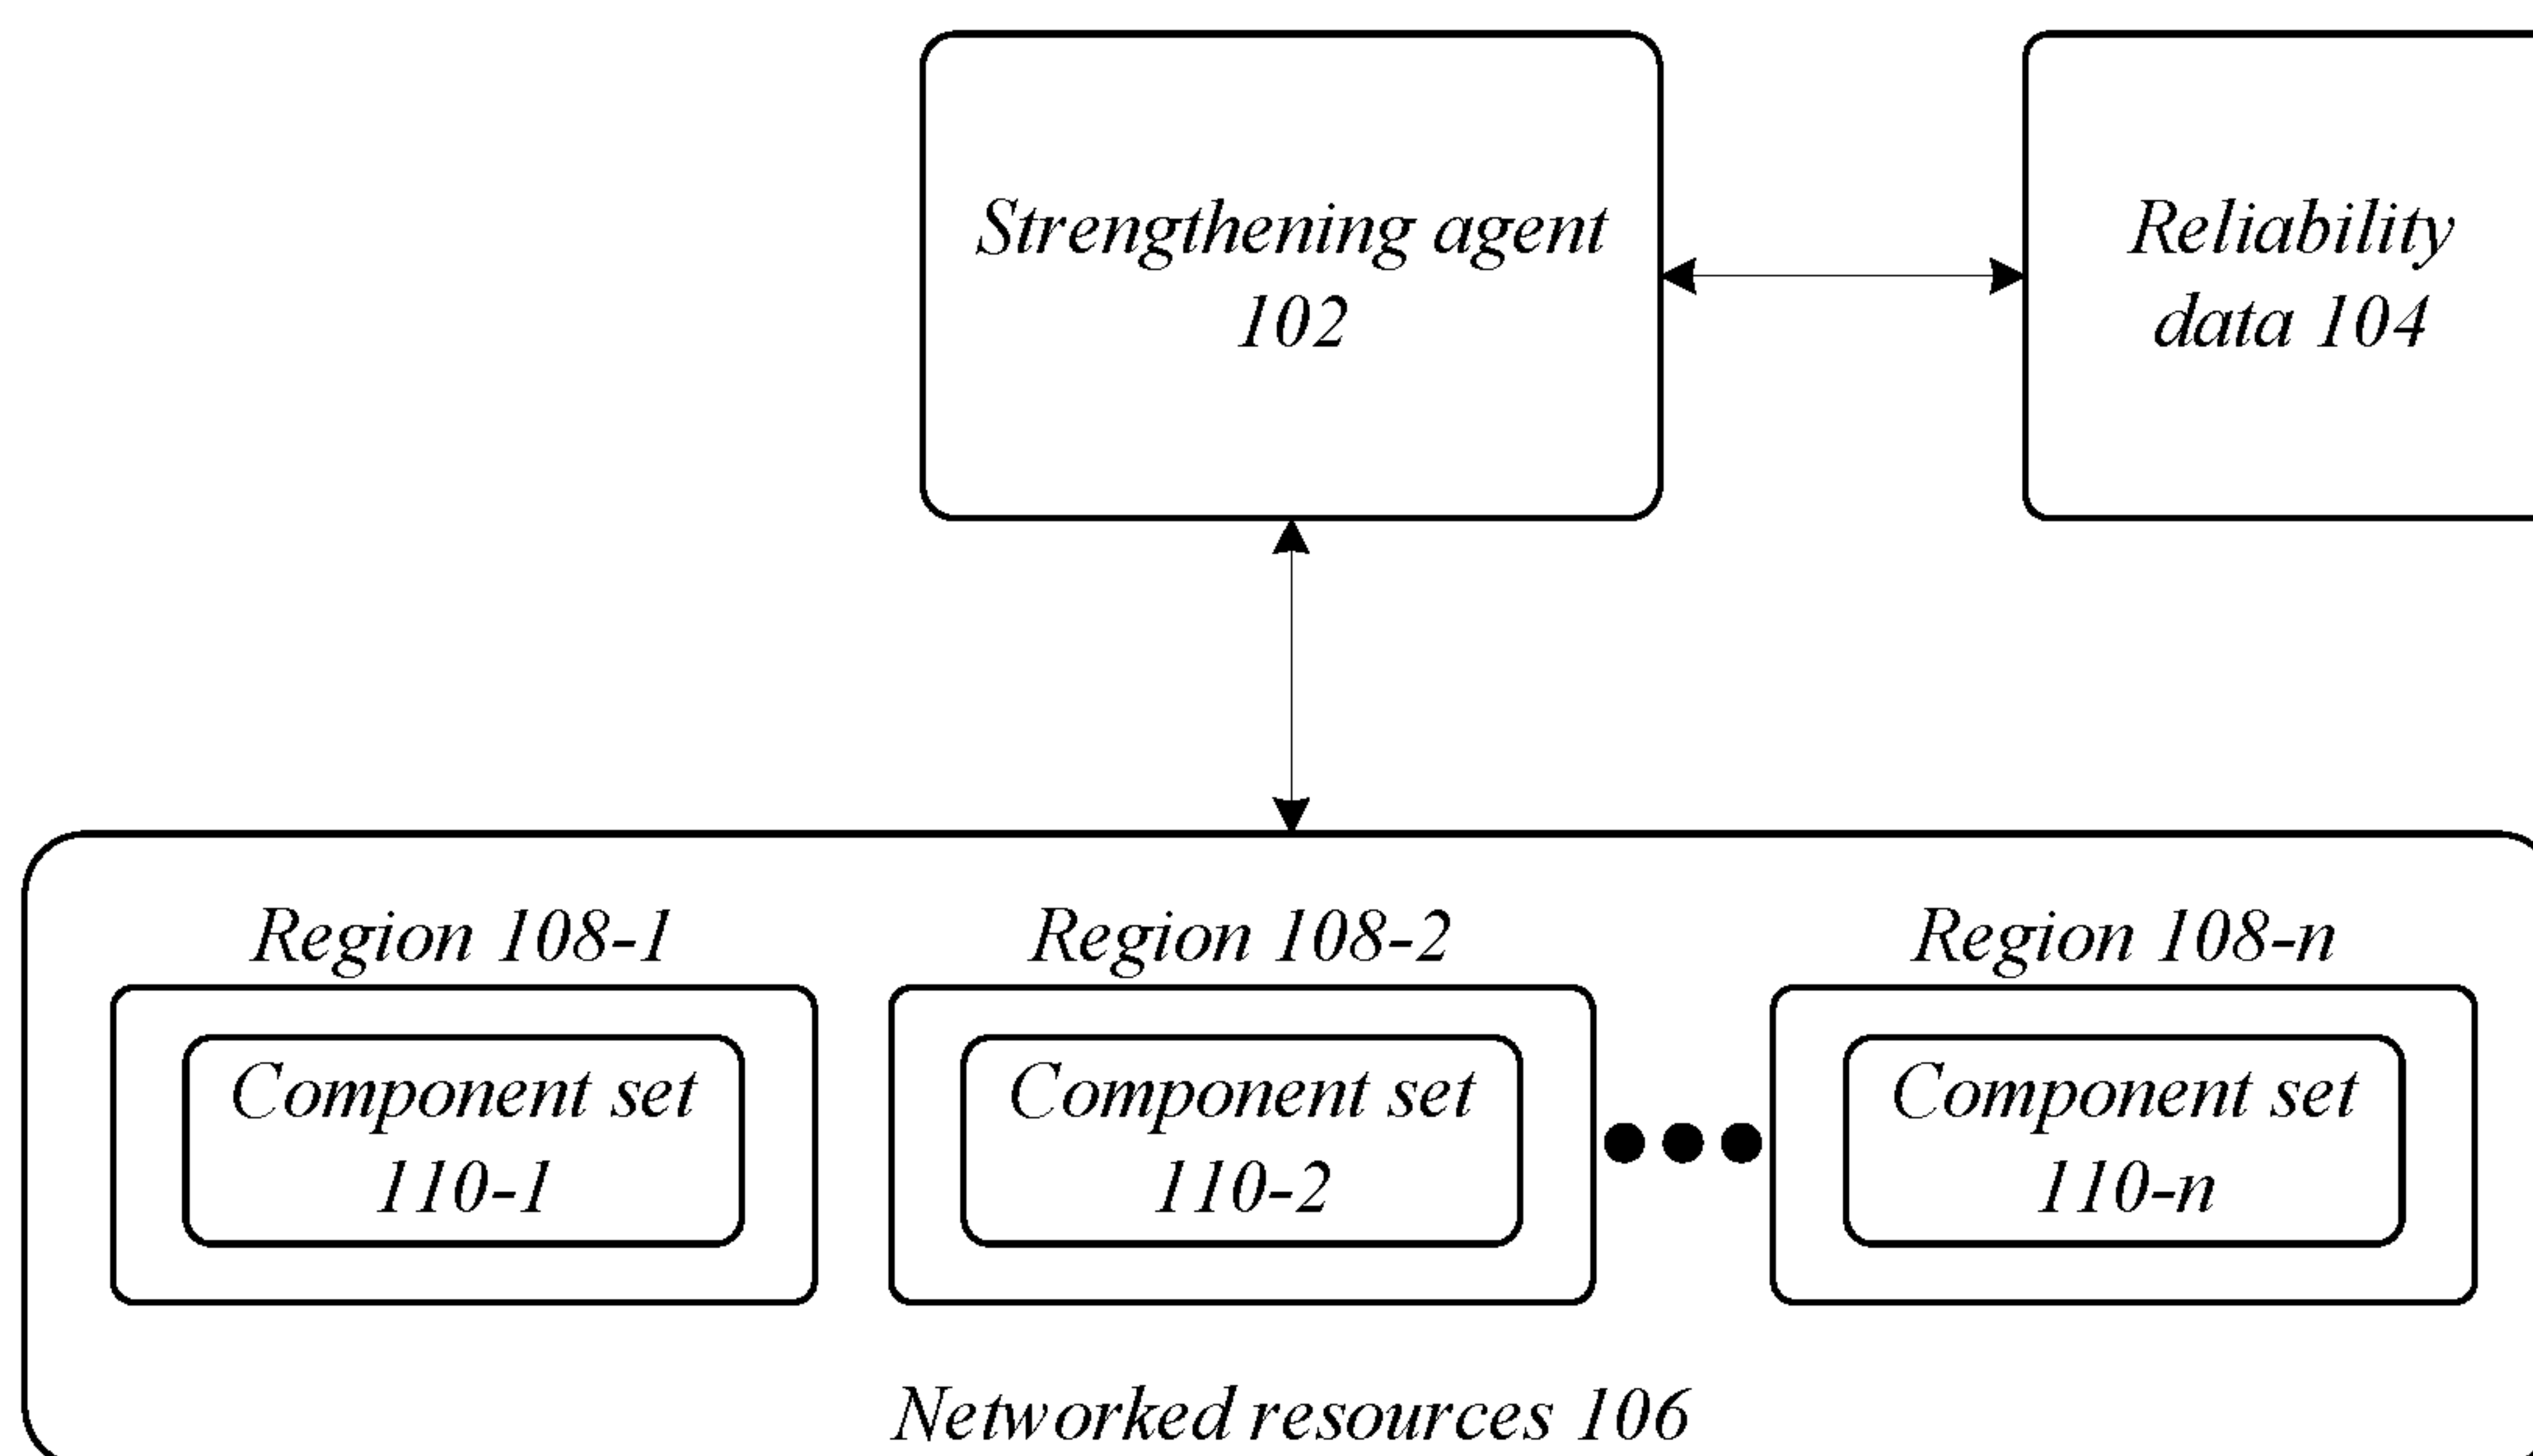 Strengthening agent
102
Reliability
data 104
Region 108-1
Region 108-2
Region 108-n
Component set
110-1
Component set
110-2
Component set
110-n
Networked resources 106